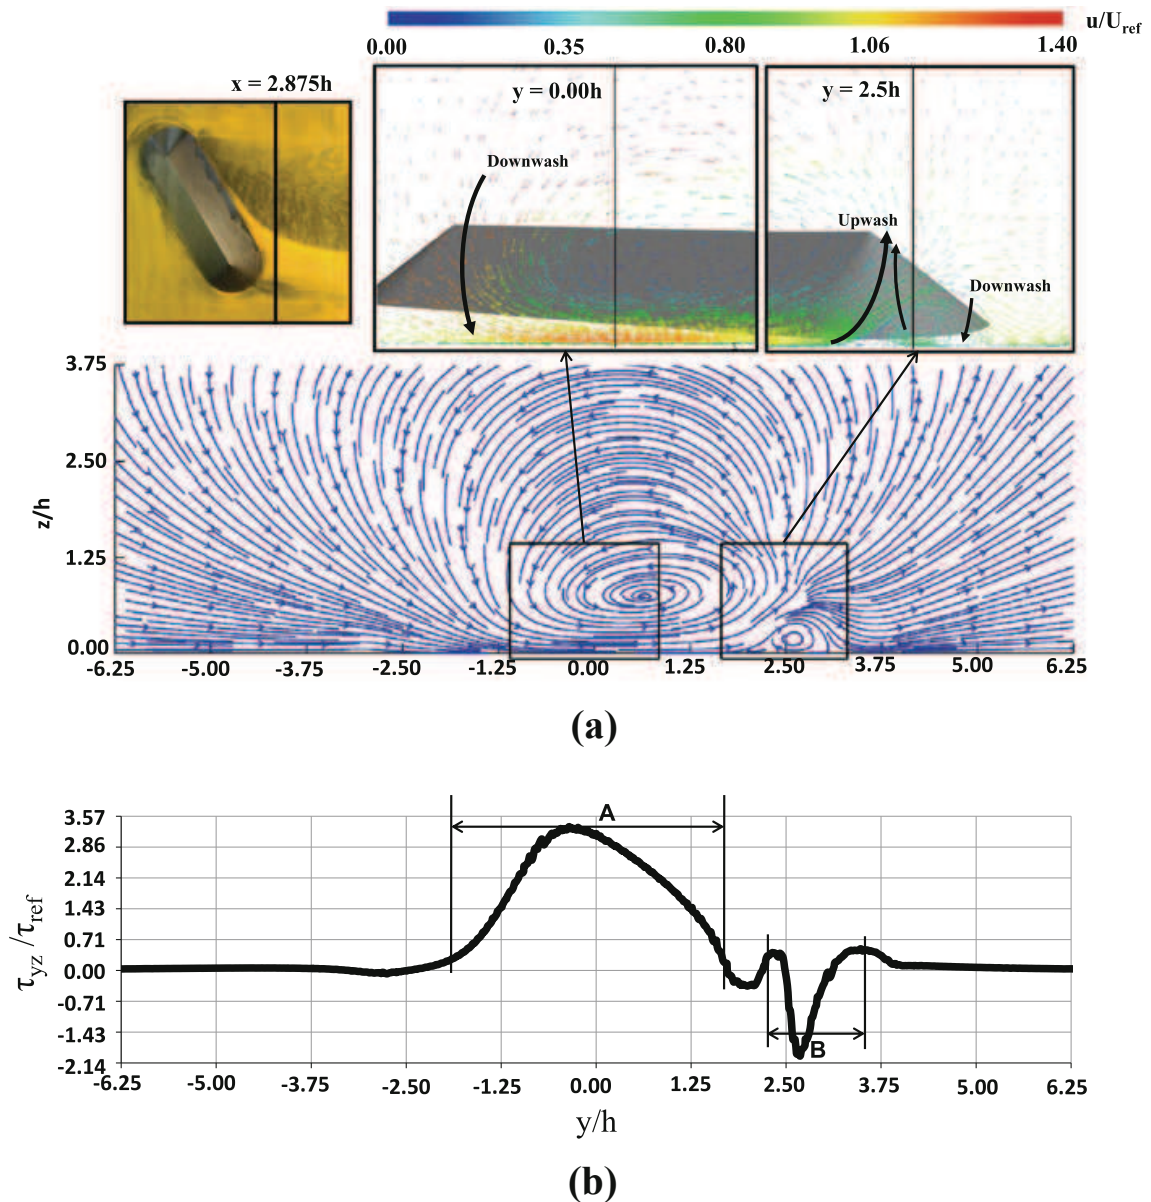 (a)
u/Uref
0.00 0.35 0.80 1.06 1.40
x = 2.875h
y = 0.00h
y = 2.5h
Downwash
Upwash
Downwash
3.75
2.50
z/h
1.25
0.00
-6.25 -5.00 -3.75 -2.50 -1.25 0.00 1.25 2.50 3.75 5.00 6.25
(a)
3.57
A
2.86
2.14
1.43
0.71
τyz /τref
0.00
-0.71
-1.43
B
-2.14
-6.25 -5.00 -3.75 -2.50 -1.25 0.00 1.25 2.50 3.75 5.00 6.25
y/h
(b)